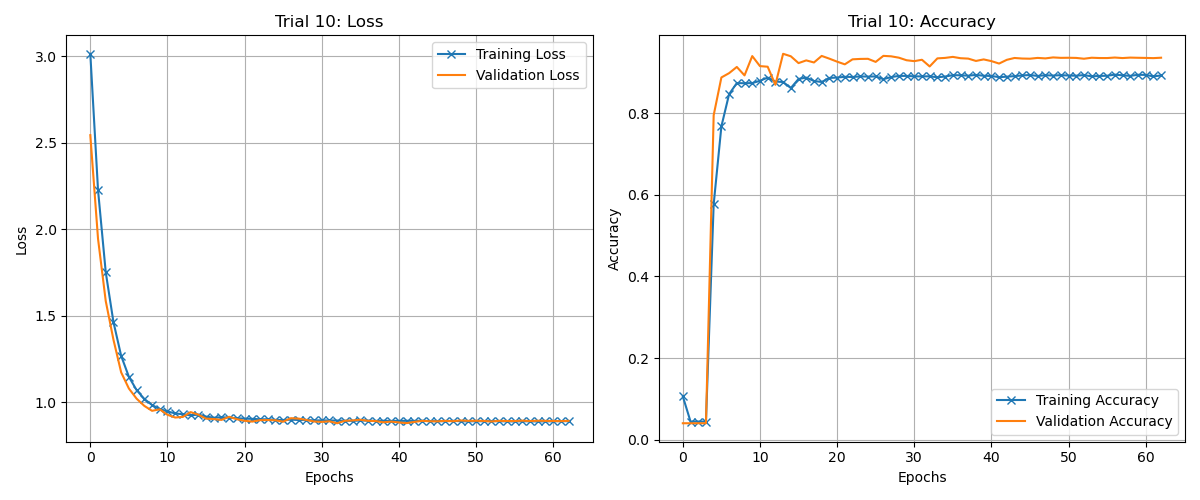 Trial 10: Loss
Training Loss
Validation Loss
3.0
2.5
2.0
1.5
1.0
Loss
0 10 20 30 40 50 60
Epochs
Trial 10: Accuracy
0.8
0.6
0.4
0.2
0.0
Accuracy
Training Accuracy
Validation Accuracy
0 10 20 30 40 50 60
Epochs